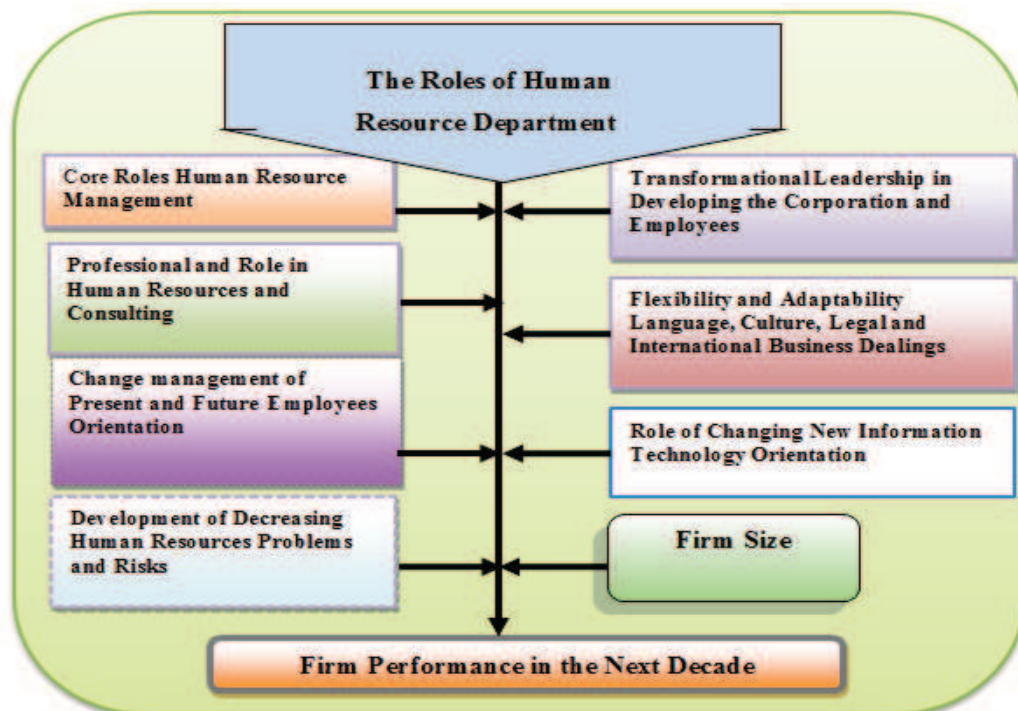 The Roles of Human
Resource Department
Core Roles Human Resource
Management
Transformational Leadership in
Developing the Corporation and
Employees
Professional and Role in
Human Resources and
Consulting
Flexibility and Adaptability
Language, Culture, Legal and
International Business Dealings
Change management of
Present and Future Employees
Orientation
Role of Changing New Information
Technology Orientation
Development of Decreasing
Human Resources Problems
and Risks
Firm Size
Firm Performance in the Next Decade